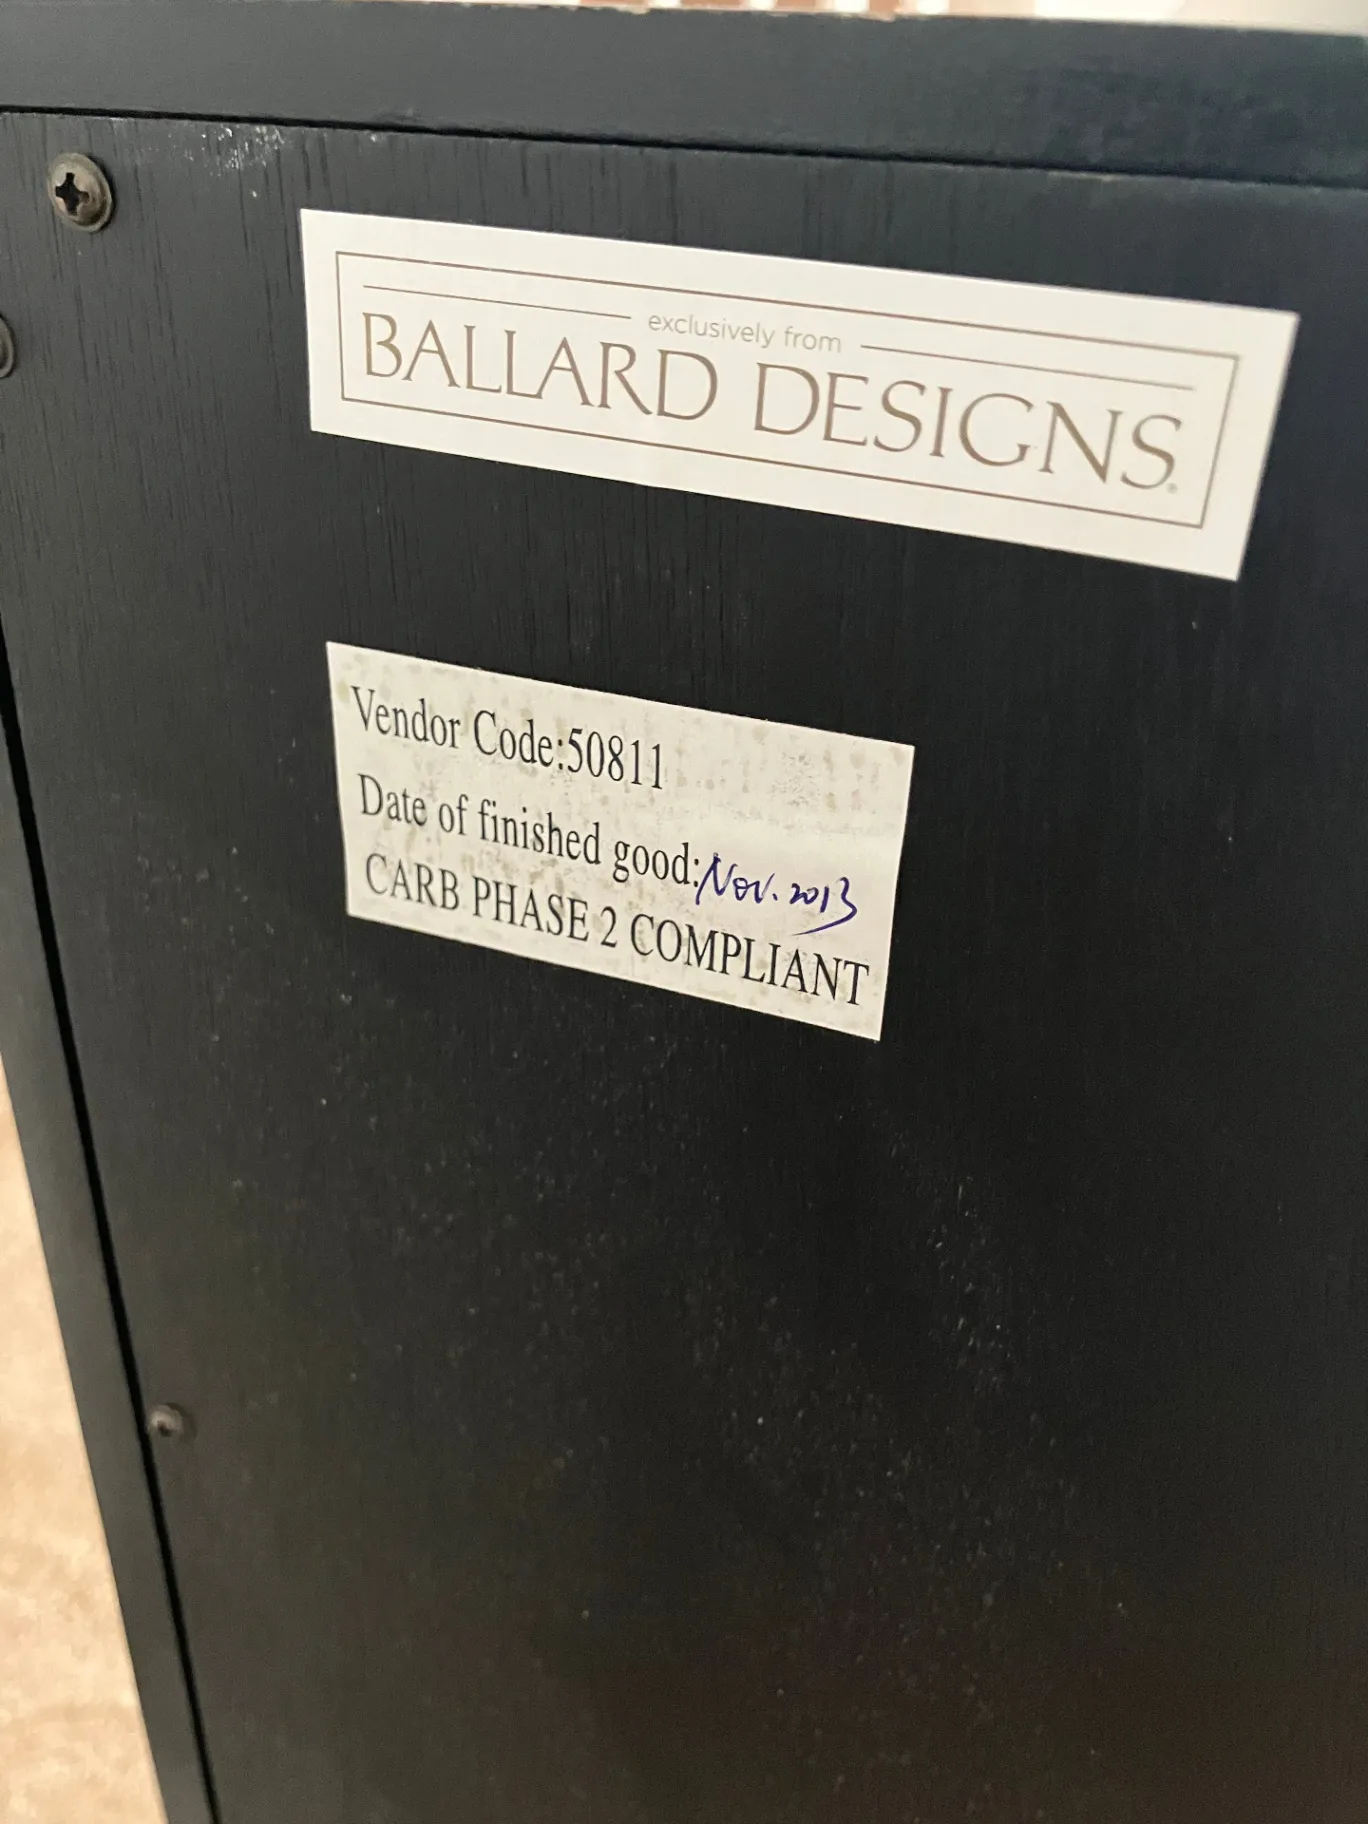 exclusively from
BALLARD DESIGNS®
Vendor Code:50811
Date of finished good:Nov. 2013
CARB PHASE 2 COMPLIANT